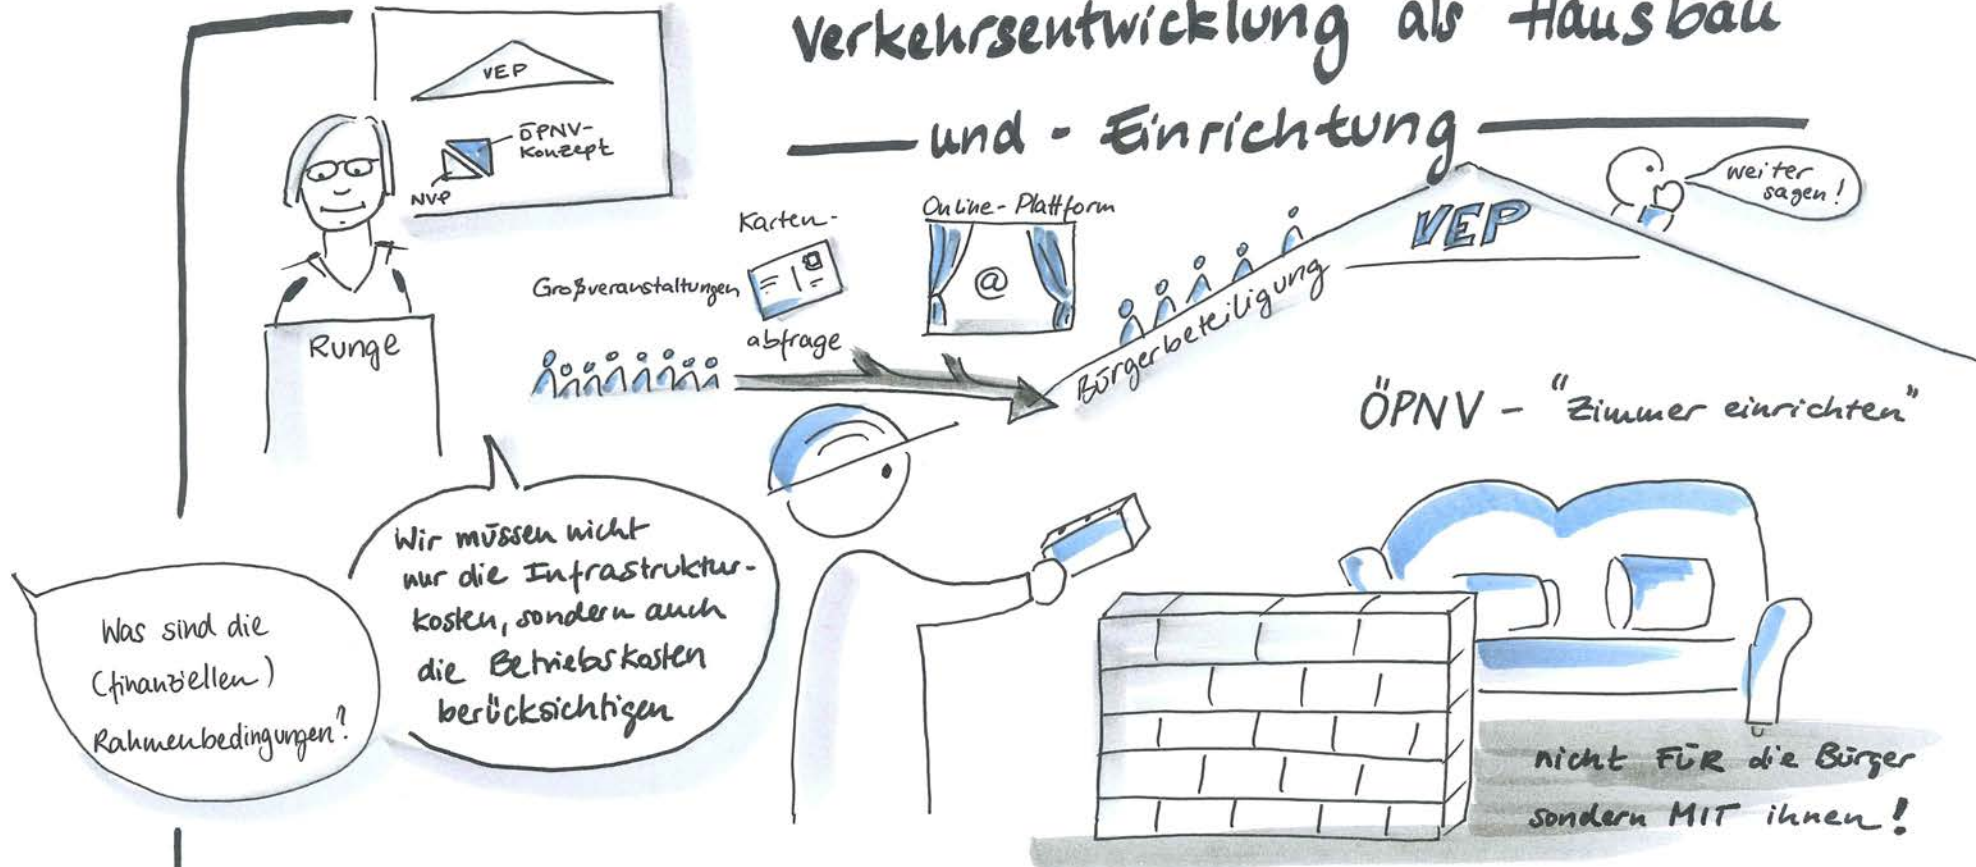 Verkehrsentwicklung als Hausbau
und - Einrichtung
VEP
ÖPNV-
Konzept
NVP
Runge
Großveranstaltungen
Karten-
abfrage
Online-Plattform
@
Bürgerbeteiligung
VEP
weiter
sagen!
ÖPNV - "Zimmer einrichten"
Was sind die
(finanziellen)
Rahmenbedingungen?
Wir müssen nicht
nur die Infrastruktur-
kosten, sondern auch
die Betriebskosten
berücksichtigen
nicht FÜR die Bürger
sondern MIT ihnen!